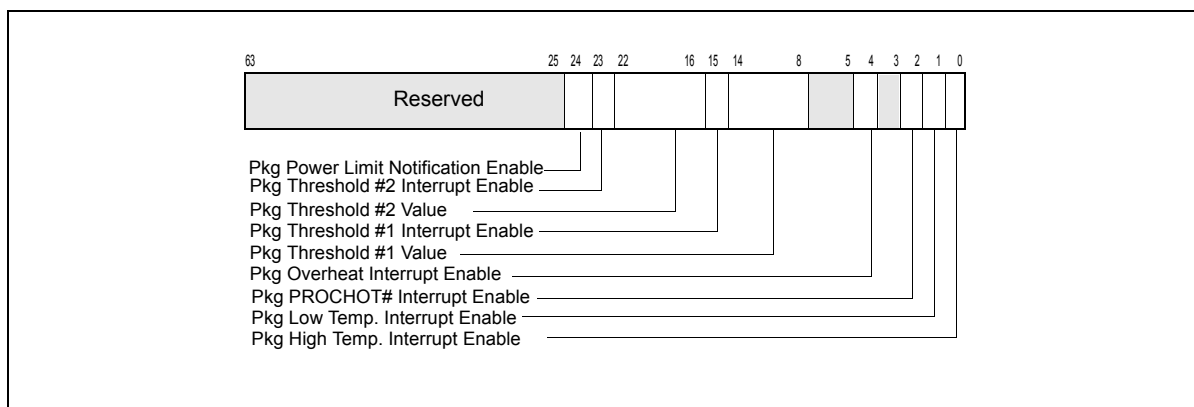 63 25 24 23 22 16 15 14 8 5 4 3 2 1 0
Reserved
Pkg Power Limit Notification Enable
Pkg Threshold #2 Interrupt Enable
Pkg Threshold #2 Value
Pkg Threshold #1 Interrupt Enable
Pkg Threshold #1 Value
Pkg Overheat Interrupt Enable
Pkg PROCHOT# Interrupt Enable
Pkg Low Temp. Interrupt Enable
Pkg High Temp. Interrupt Enable